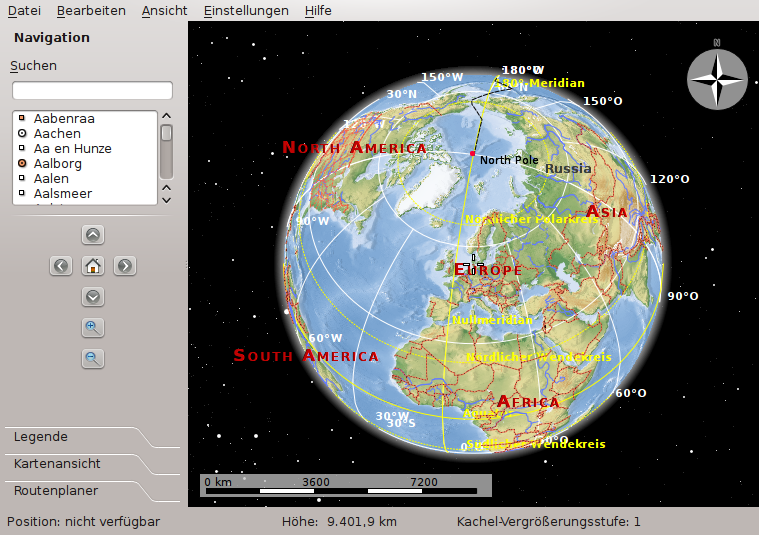 Datei Bearbeiten Ansicht Einstellungen Hilfe
Navigation
Suchen
Aabenraa
Aachen
Aa en Hunze
Aalborg
Aalen
Aalsmeer
Legende
Kartenansicht
Routenplaner
N
180°W
150°W
80° Meridian
N
30°N
150°O
North America
North Pole
Russia
120°O
Asia
90°W
Nördlicher Polarkreis
Europe
90°O
Nullmeridian
60°W
South America
Nördlicher Wendekreis
60°O
Africa
30°W
30°S
Südlicher Wendekreis
0 km 3600 7200
Position: nicht verfügbar Höhe: 9.401,9 km Kachel-Vergrößerungsstufe: 1